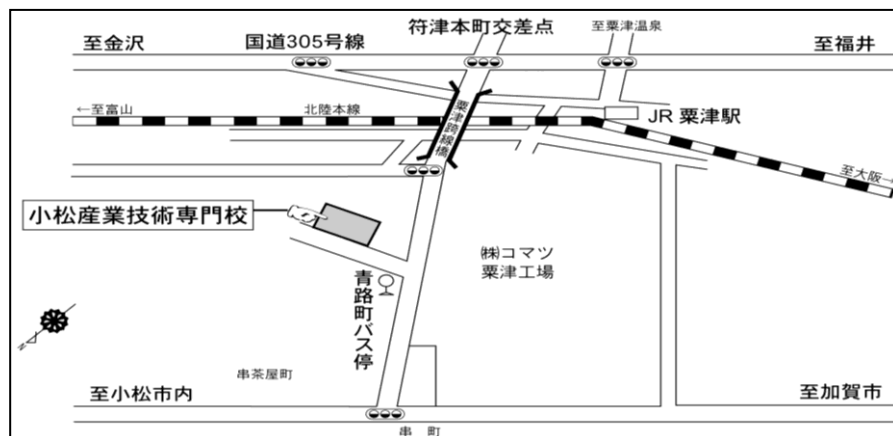 符津本町交差点
至粟津温泉
至金沢
国道305号線
至福井
←至富山
北陸本線
粟津跨線橋
JR 粟津駅
至大阪→
小松産業技術専門校
㈱コマツ
粟津工場
青路町バス停
N
串茶屋町
至小松市内
至加賀市
串 町